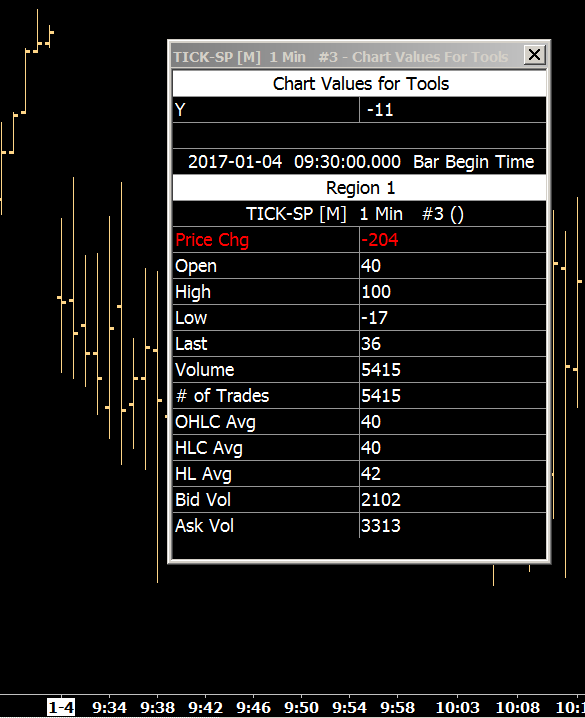 TICK-SP [M]  1 Min   #3 - Chart Values For Tools
Chart Values for Tools
Y -11
2017-01-04  09:30:00.000  Bar Begin Time
Region 1
TICK-SP [M]  1 Min   #3 ()
Price Chg -204
Open 40
High 100
Low -17
Last 36
Volume 5415
# of Trades 5415
OHLC Avg 40
HLC Avg 40
HL Avg 42
Bid Vol 2102
Ask Vol 3313
1-4 9:34 9:38 9:42 9:46 9:50 9:54 9:58 10:03 10:08